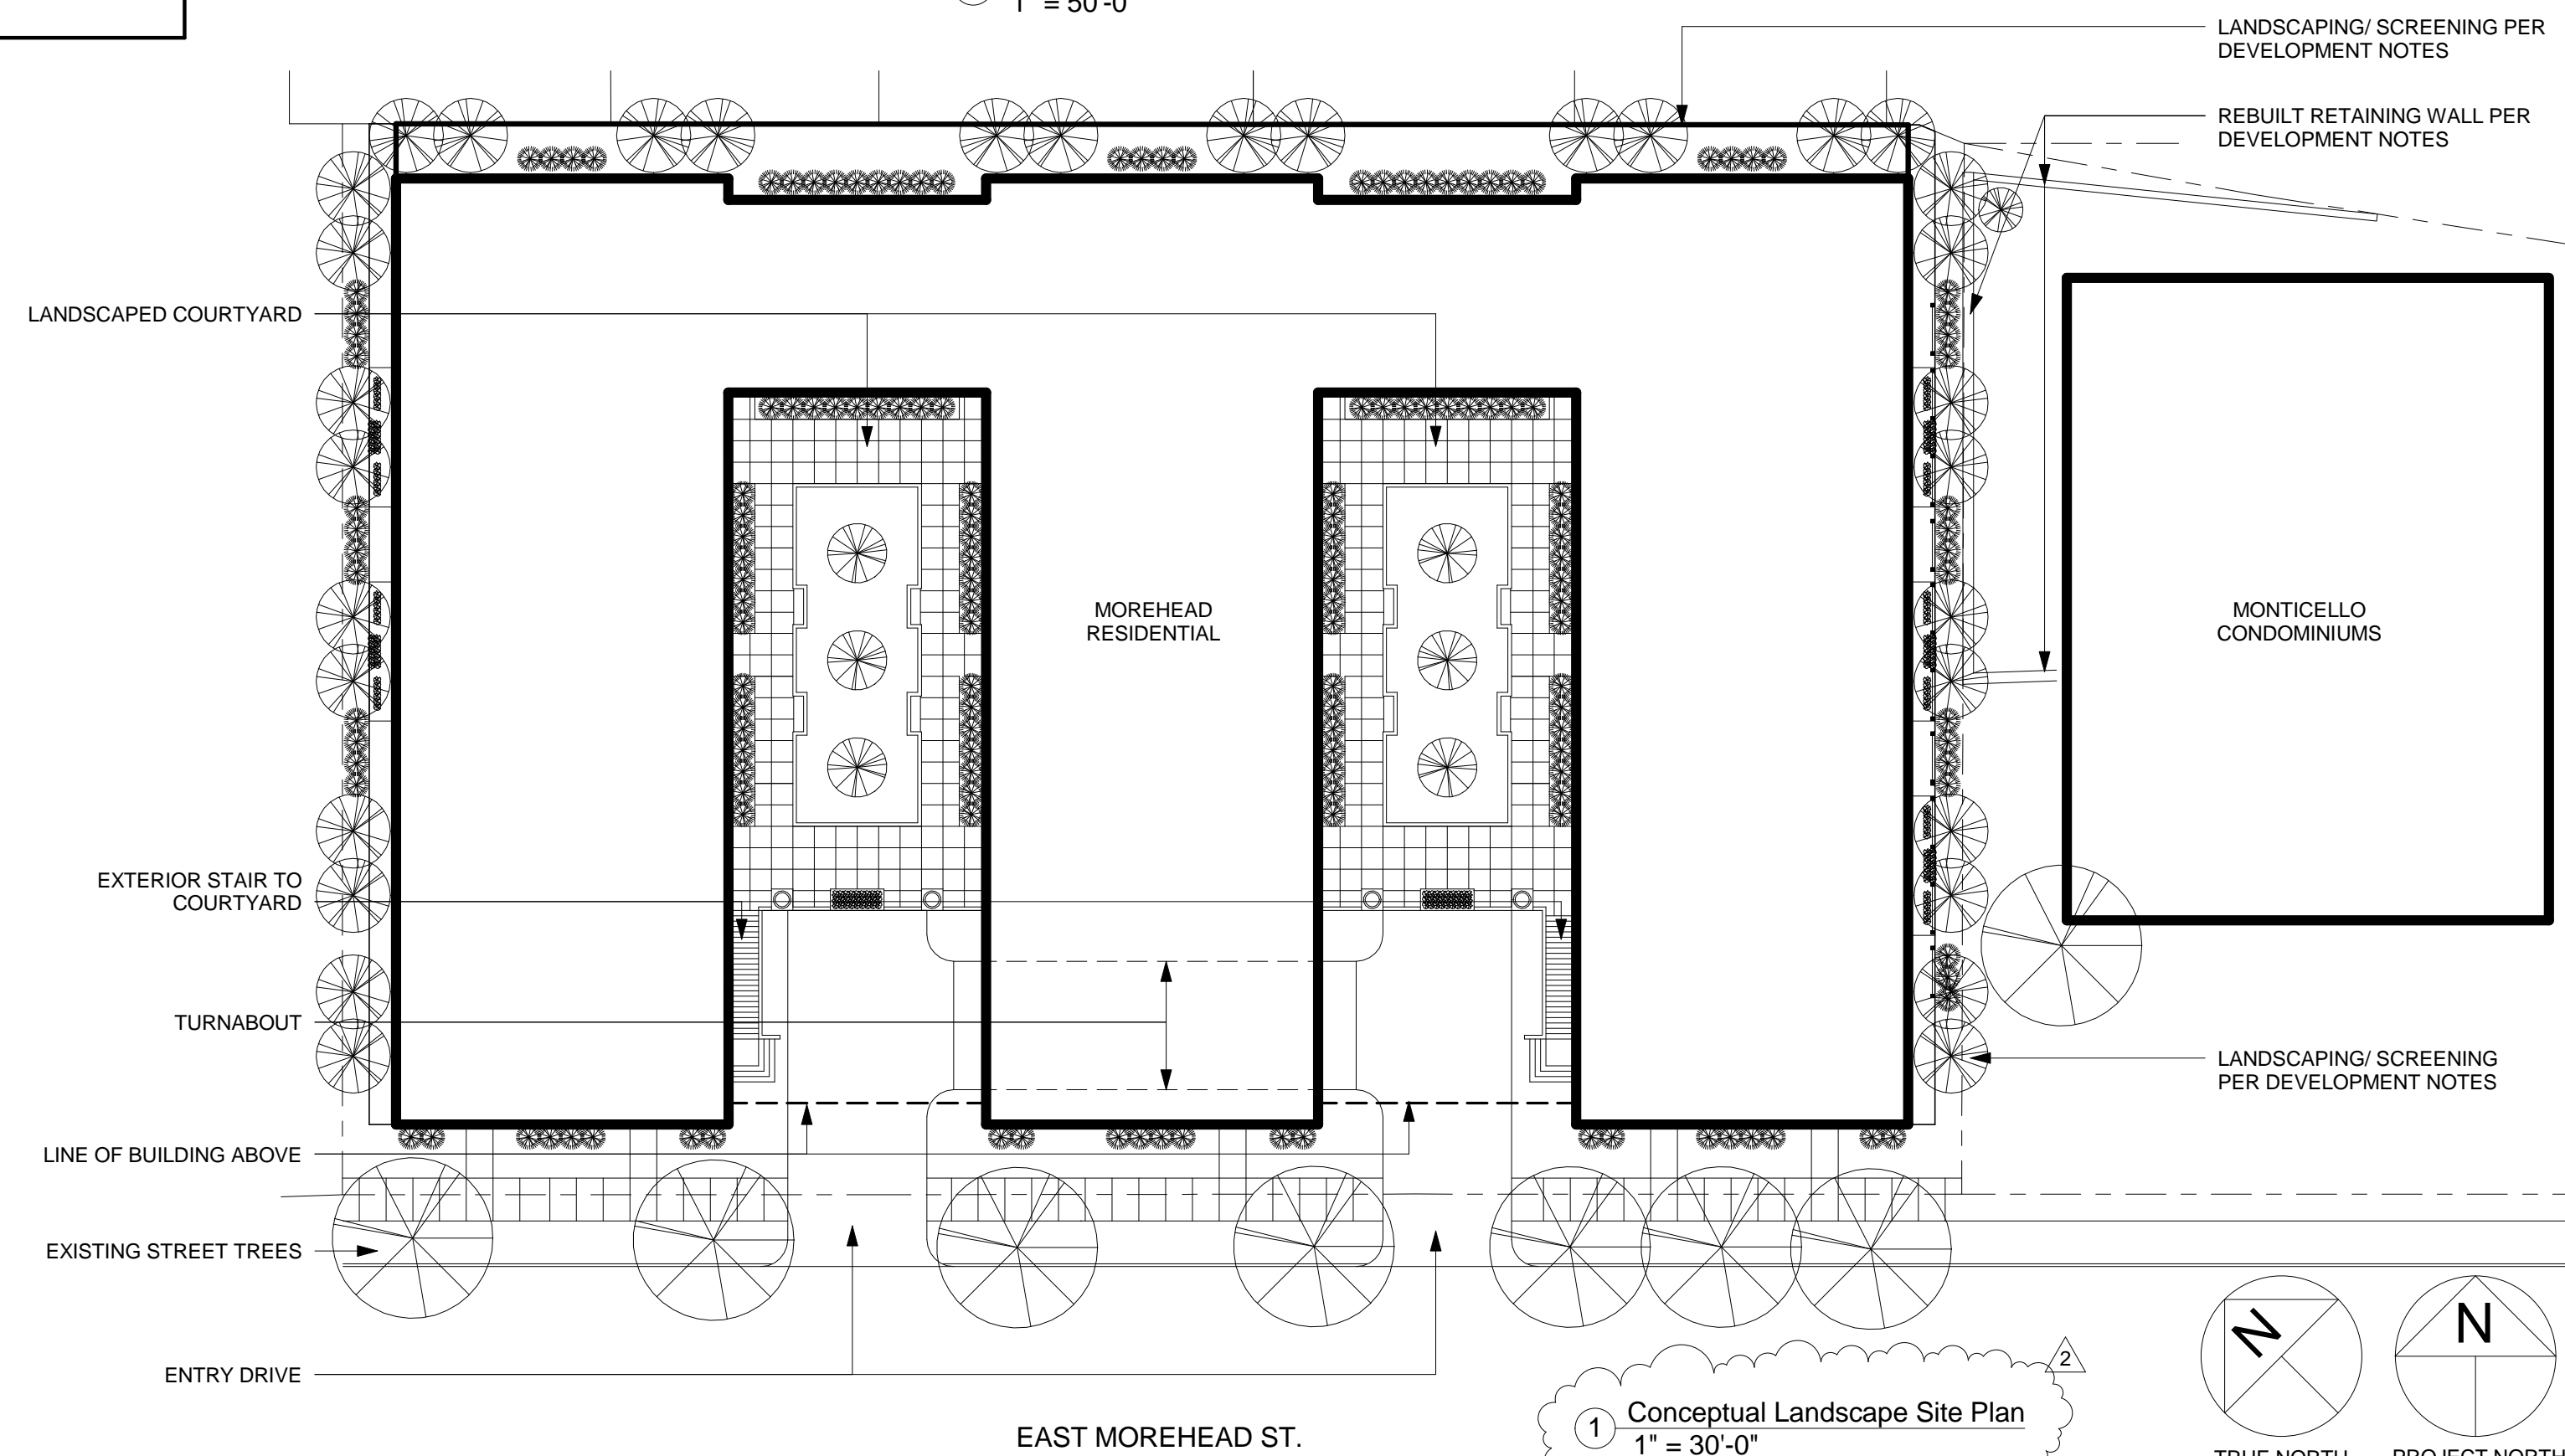 1" = 50'-0"
LANDSCAPING/ SCREENING PER
DEVELOPMENT NOTES
REBUILT RETAINING WALL PER
DEVELOPMENT NOTES
LANDSCAPED COURTYARD
MOREHEAD
RESIDENTIAL
MONTICELLO
CONDOMINIUMS
EXTERIOR STAIR TO
COURTYARD
TURNABOUT
LANDSCAPING/ SCREENING
PER DEVELOPMENT NOTES
LINE OF BUILDING ABOVE
EXISTING STREET TREES
ENTRY DRIVE
EAST MOREHEAD ST.
2
1 Conceptual Landscape Site Plan
1" = 30'-0"
N
N
TRUE NORTH
PROJECT NORTH